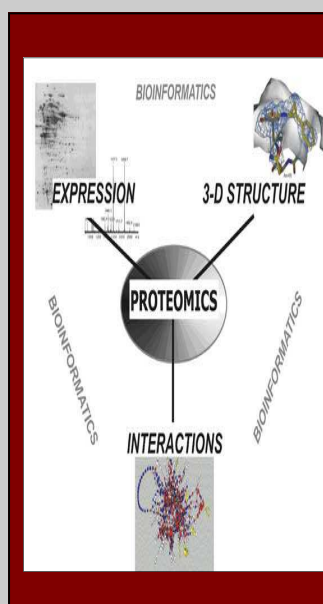 BIOINFORMATICS
EXPRESSION
3-D STRUCTURE
PROTEOMICS
BIOINFORMATICS
BIOINFORMATICS
INTERACTIONS